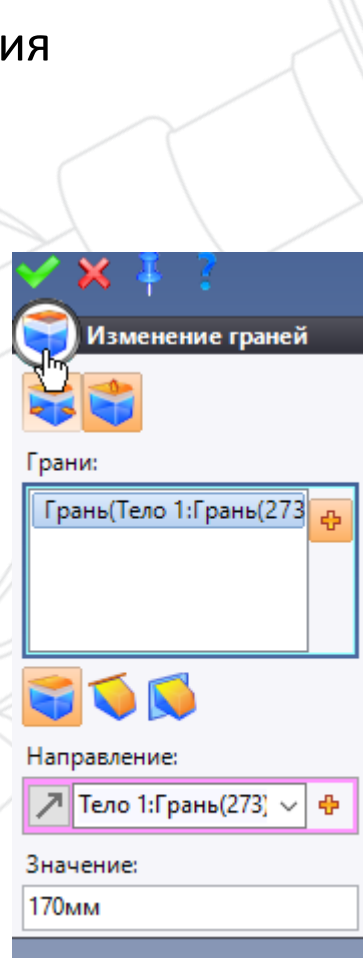 ия
?
Изменение граней
Грани:
Грань(Тело 1:Грань(273
Направление:
Тело 1:Грань(273)
Значение:
170мм